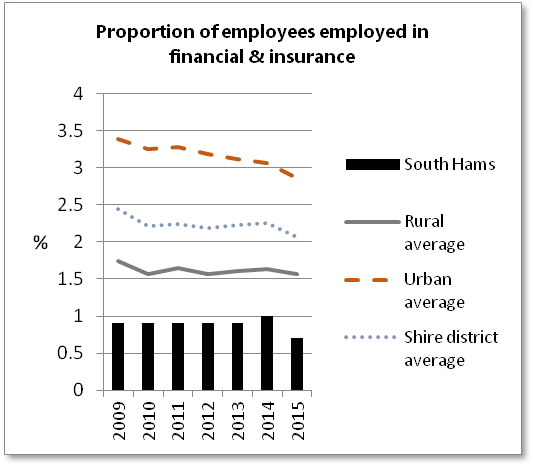 Proportion of employees employed in
financial & insurance
4
3.5
3
2.5
2
1.5
1
0.5
0
%
2009
2010
2011
2012
2013
2014
2015
South Hams
Rural
average
Urban
average
Shire district
average